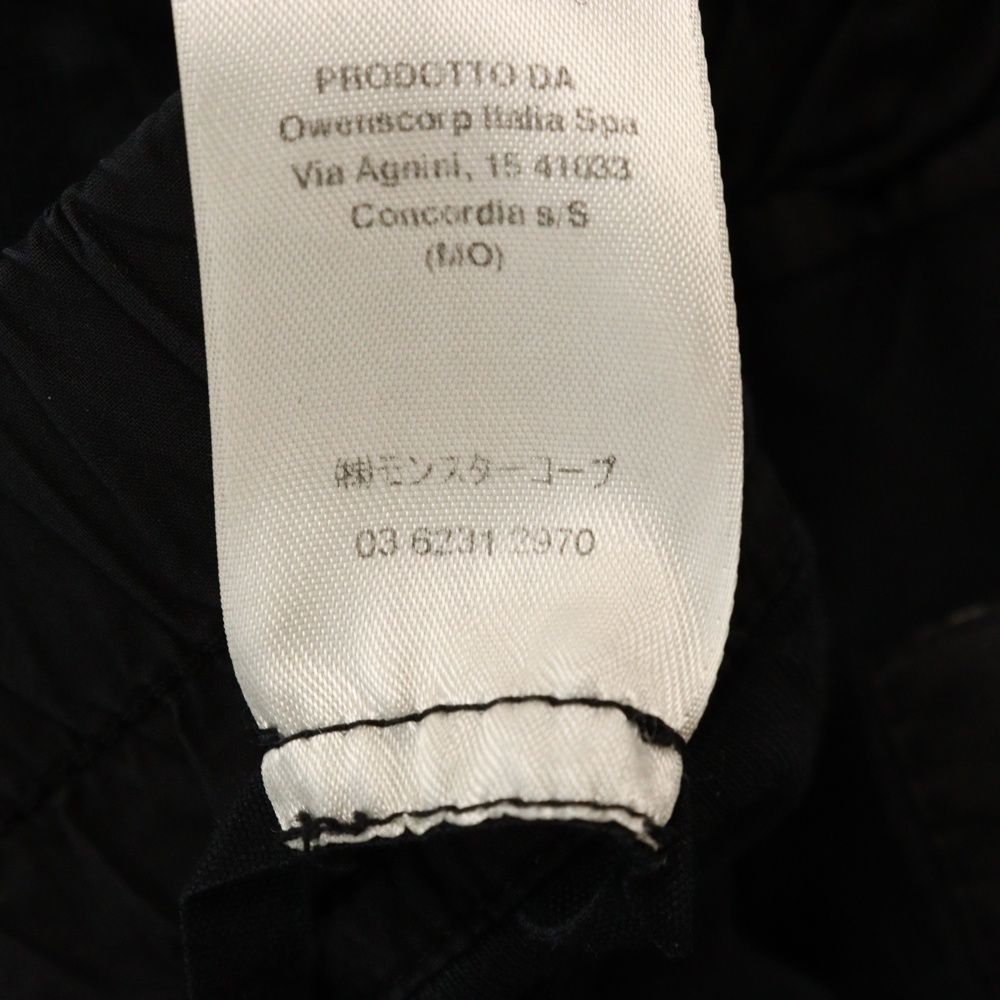 PRODOTTO DA
Owenscorp Italia Spa
Via Agnini, 15 41033
Concordia s/S
(MO)
㈱モンスターコープ
03 6231 2970